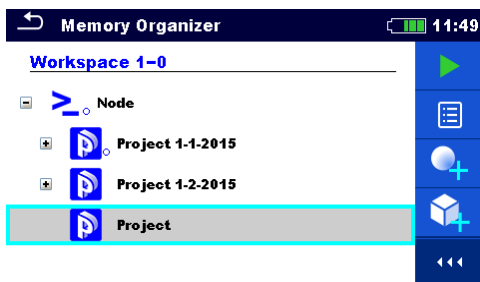 Memory Organizer 11:49
Workspace 1-0
Node
Project 1-1-2015
Project 1-2-2015
Project